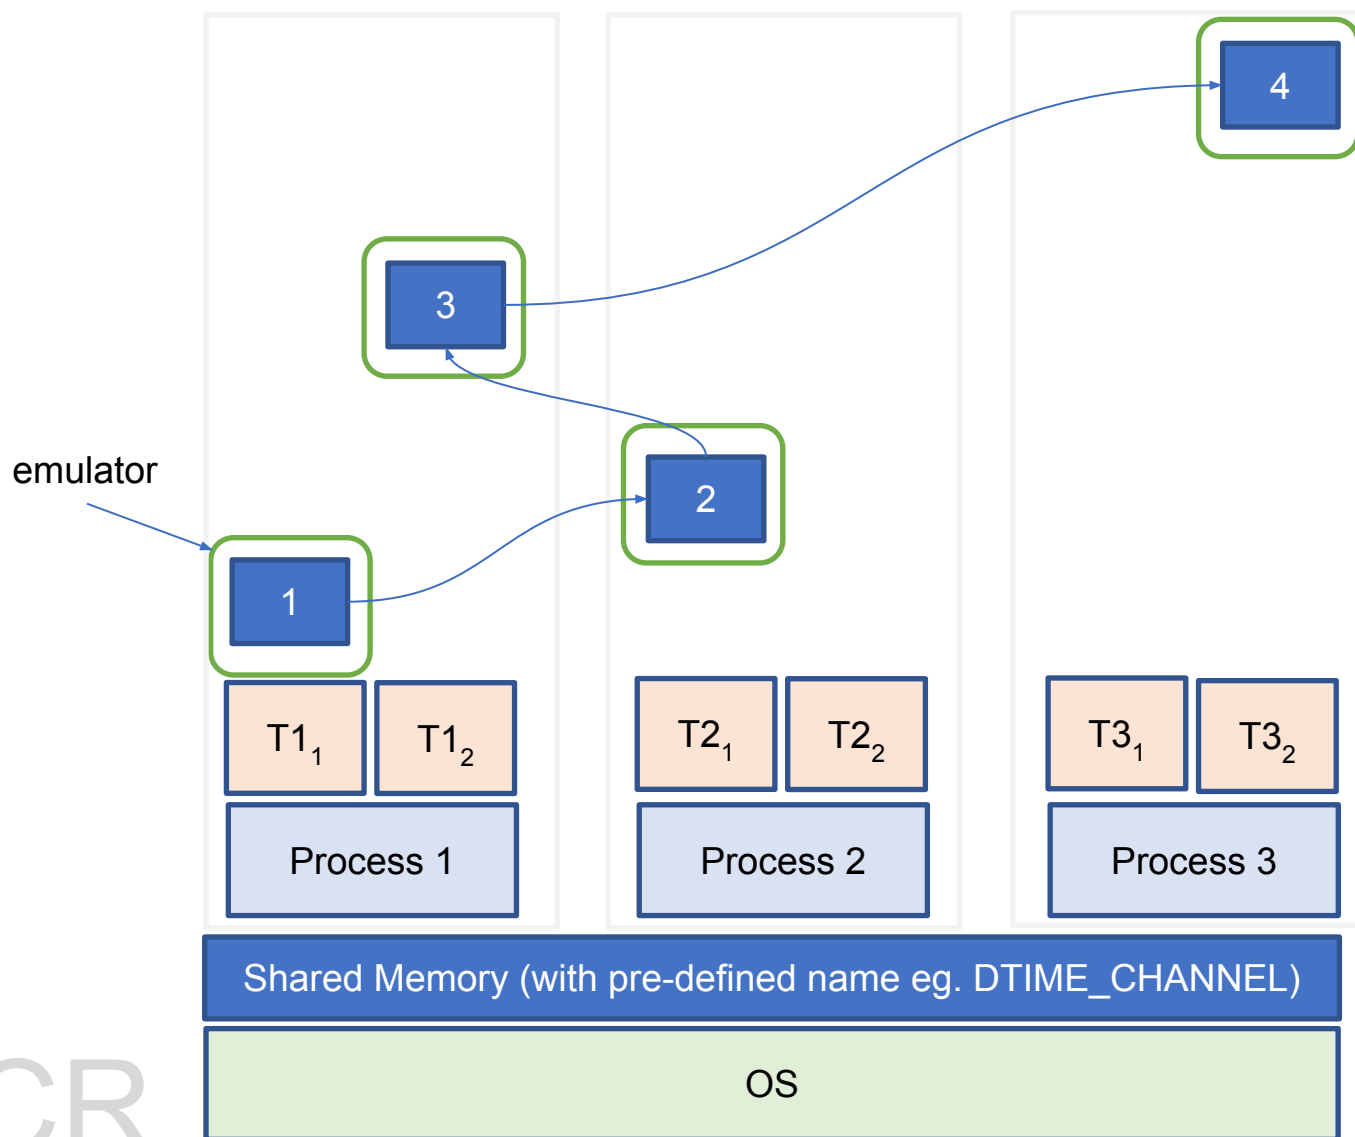 4
3
emulator
2
1
T1₁ T1₂ T2₁ T2₂ T3₁ T3₂
Process 1 Process 2 Process 3
Shared Memory (with pre-defined name eg. DTIME_CHANNEL)
OS
CR